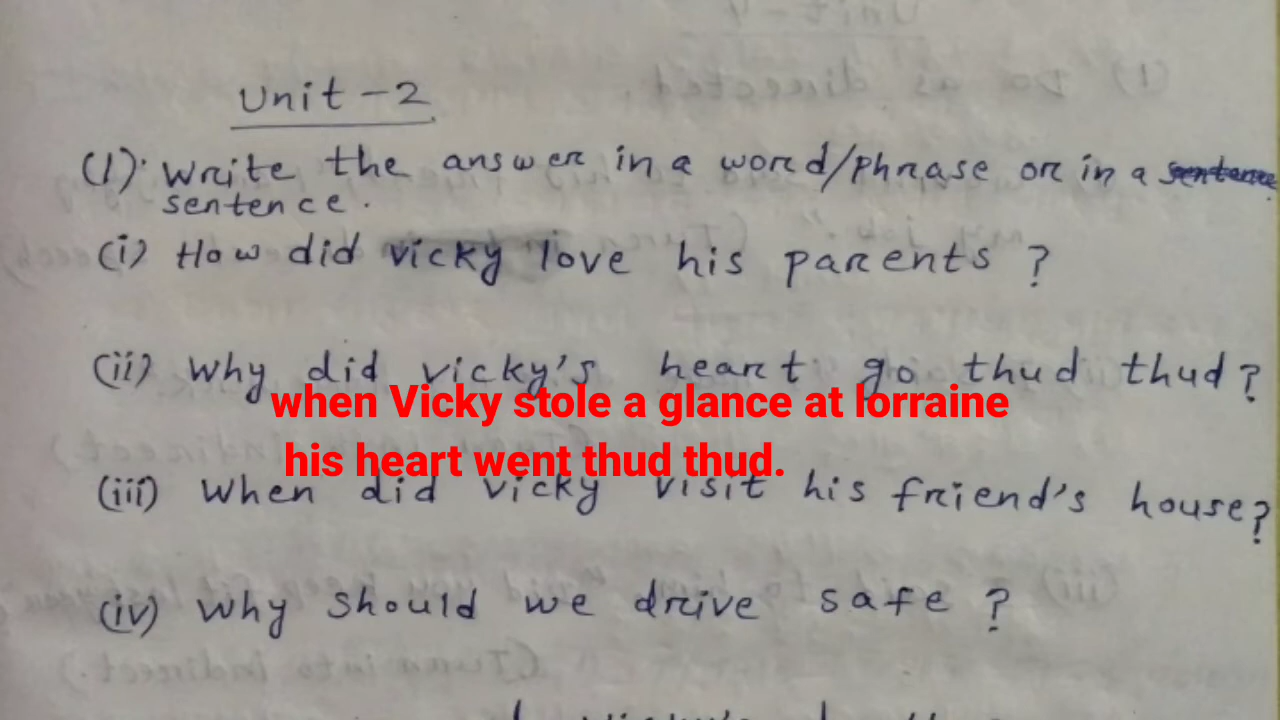 Unit-2
(1) Write the answer in a word/phrase or in a
sentence.
(i) How did vicky love his parents ?
(ii) Why did vicky's heart go thud thud?
when Vicky stole a glance at lorraine
his heart went thud thud.
(iii) When did vicky visit his friend's house?
(iv) Why should we drive safe ?